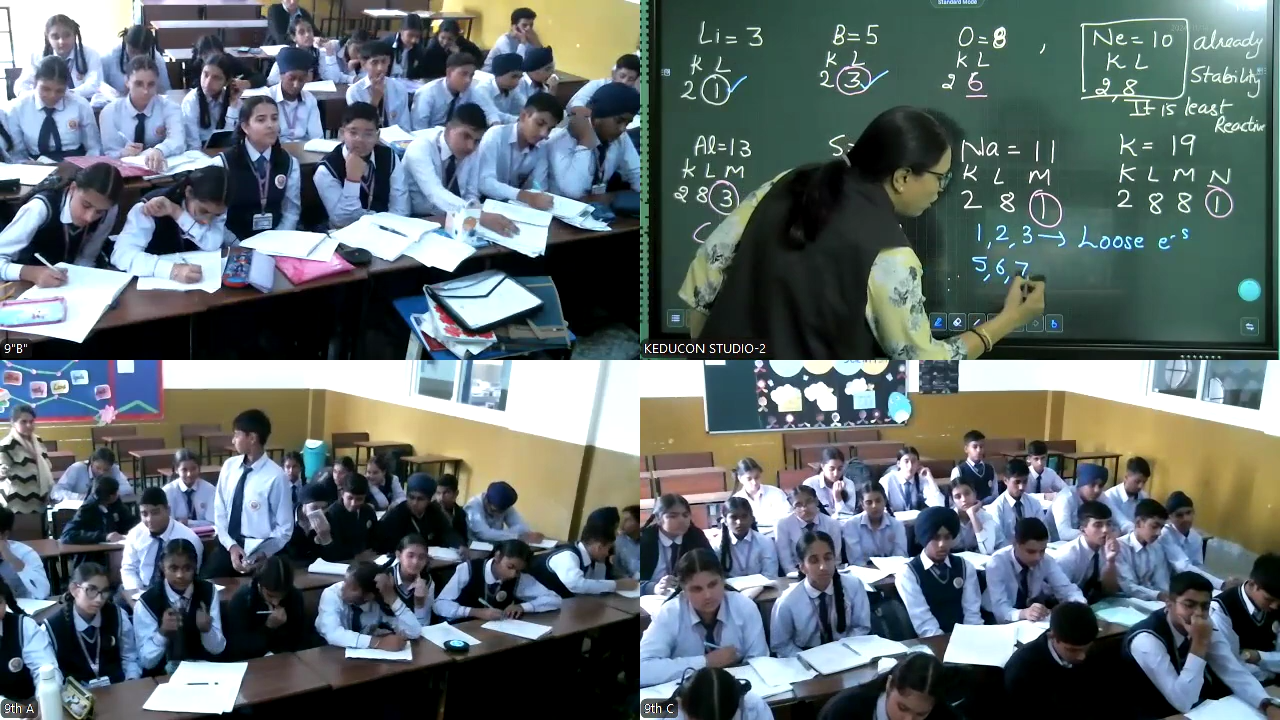 Standard Mode
Li = 3
K L
2 1
B = 5
K L
2 3
O = 8 ,
K L
2 6
Ne = 10
K L
2,8
already
Stability
It is least
Reactive
Al = 13
K L M
2 8 3
S =
Na = 11
K L M
2 8 1
K = 19
K L M N
2 8 8 1
1, 2, 3 → Loose e-s
5, 6, 7
9"B"
KEDUCON STUDIO-2
9th A
9th C